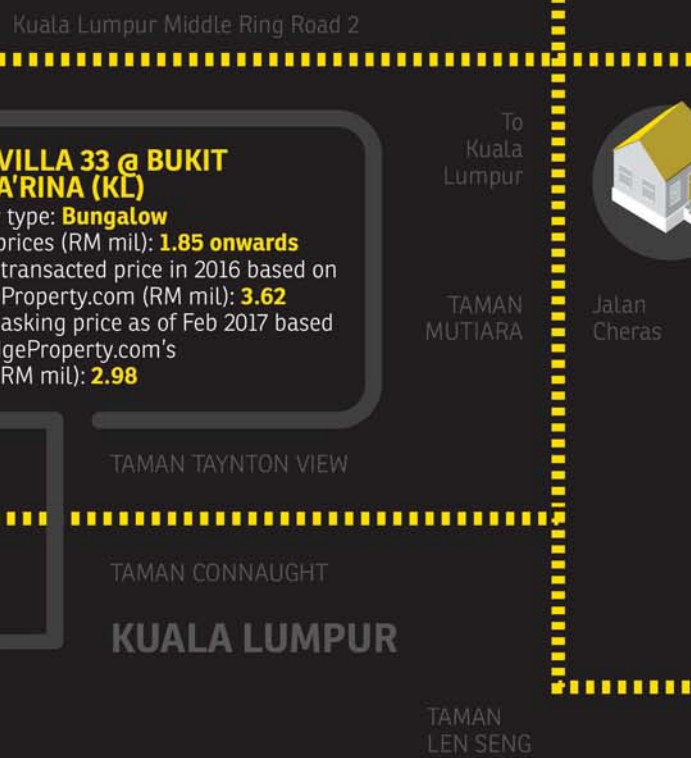 Kuala Lumpur Middle Ring Road 2
VILLA 33 @ BUKIT
A'RINA (KL)
type: Bungalow
prices (RM mil): 1.85 onwards
transacted price in 2016 based on
Property.com (RM mil): 3.62
asking price as of Feb 2017 based
dgeProperty.com's
(RM mil): 2.98
To
Kuala
Lumpur
TAMAN
MUTIARA
Jalan
Cheras
TAMAN TAYNTON VIEW
TAMAN CONNAUGHT
KUALA LUMPUR
TAMAN
LEN SENG